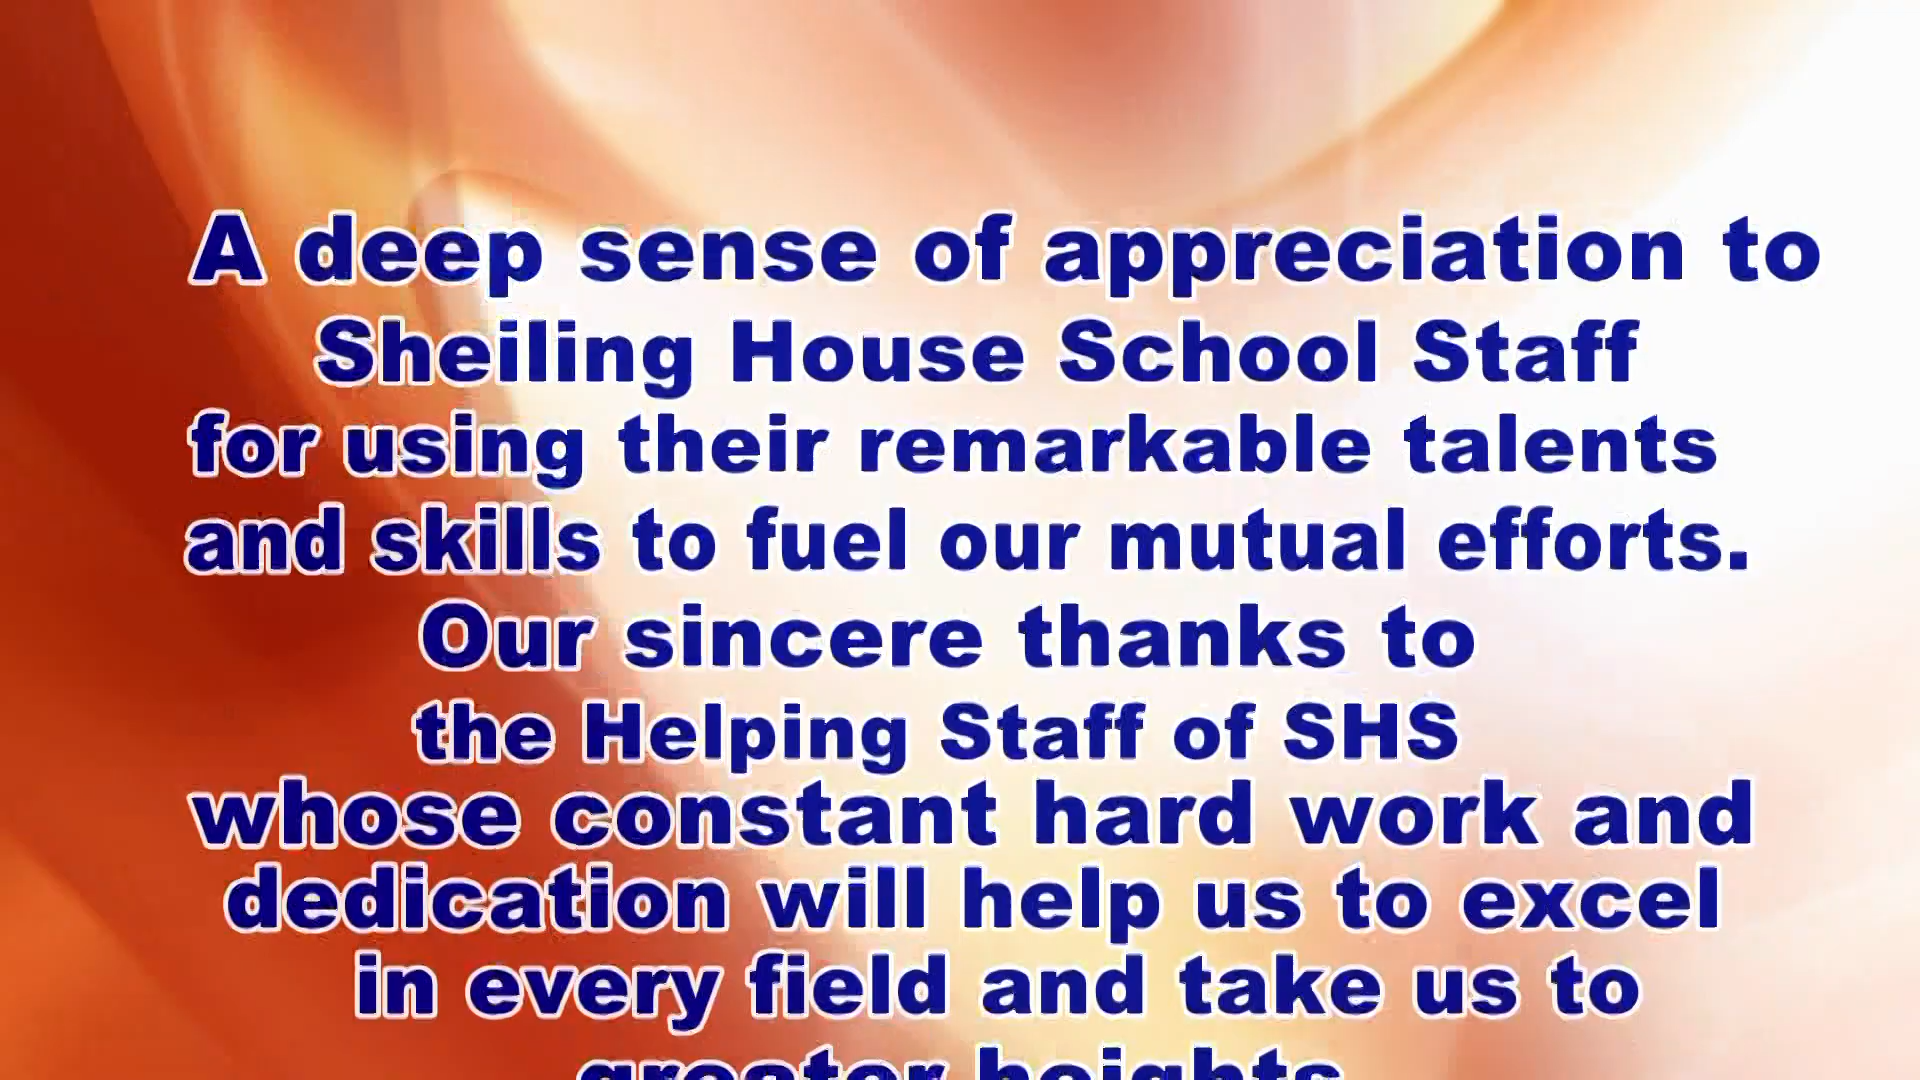 A deep sense of appreciation to
Sheiling House School Staff
for using their remarkable talents
and skills to fuel our mutual efforts.
Our sincere thanks to
the Helping Staff of SHS
whose constant hard work and
dedication will help us to excel
in every field and take us to
greater heights